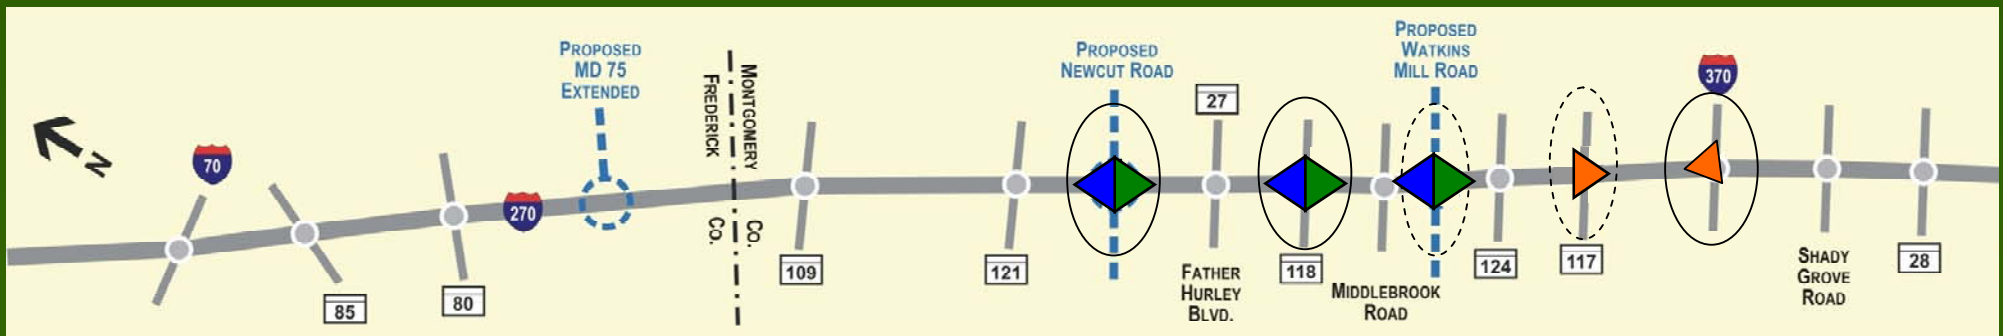 N
70
85
80
270
PROPOSED
MD 75
EXTENDED
FREDERICK CO.
MONTGOMERY CO.
109
121
PROPOSED
NEWCUT ROAD
27
FATHER
HURLEY
BLVD.
118
MIDDLEBROOK
ROAD
PROPOSED
WATKINS
MILL ROAD
124
117
370
SHADY
GROVE
ROAD
28